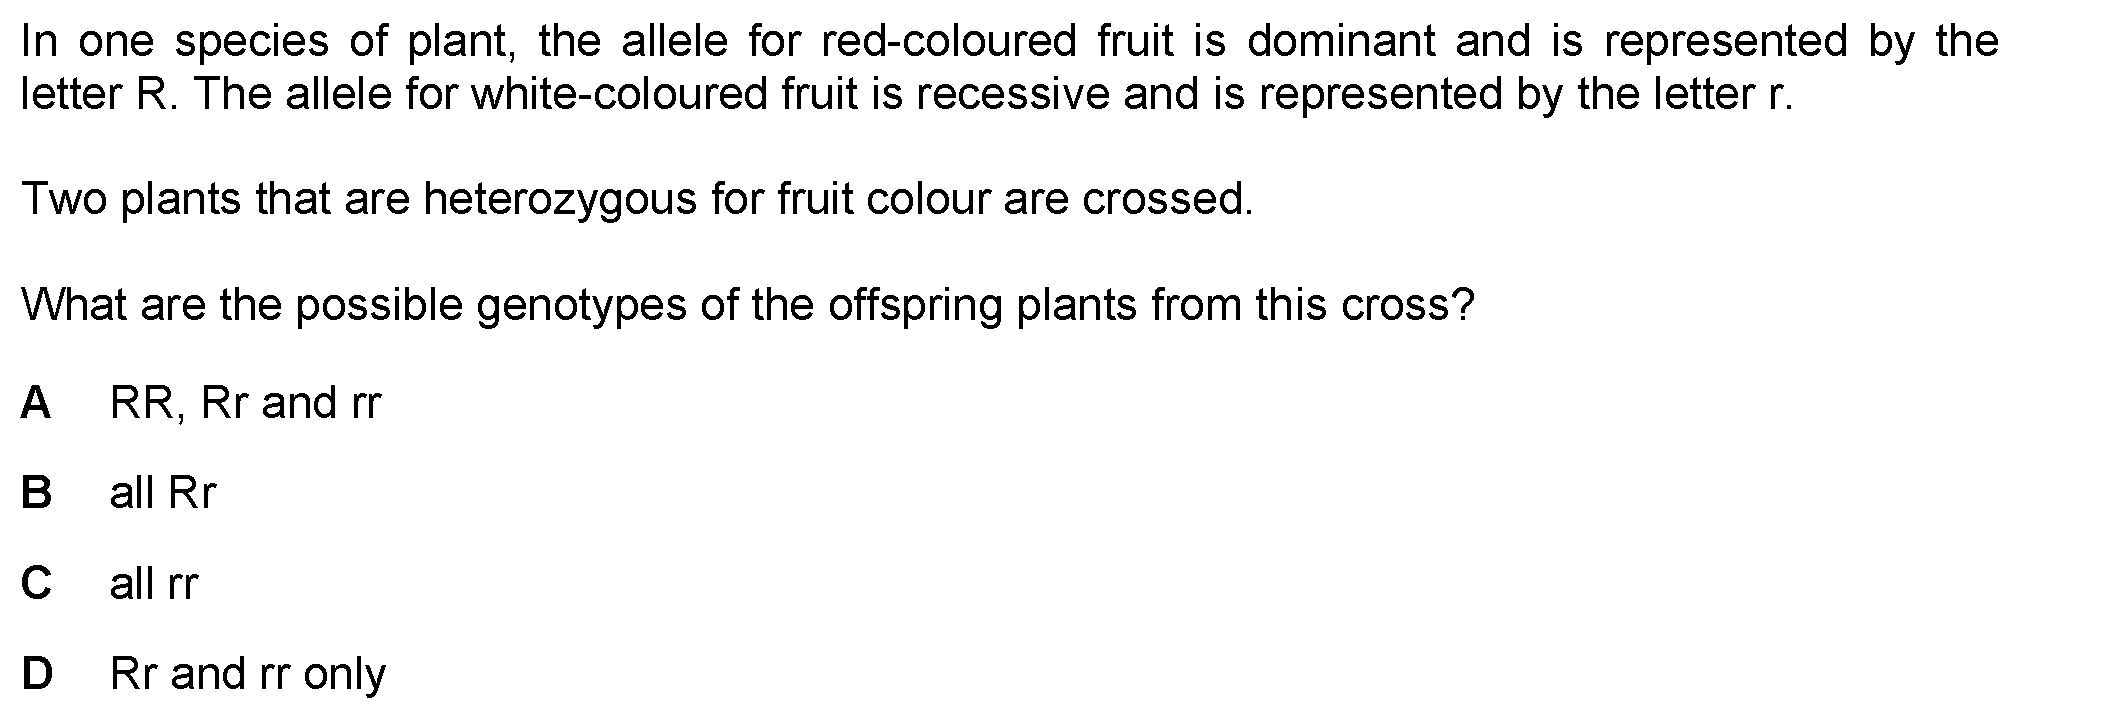 In one species of plant, the allele for red-coloured fruit is dominant and is represented by the
letter R. The allele for white-coloured fruit is recessive and is represented by the letter r.
Two plants that are heterozygous for fruit colour are crossed.
What are the possible genotypes of the offspring plants from this cross?
A RR, Rr and rr
B all Rr
C all rr
D Rr and rr only